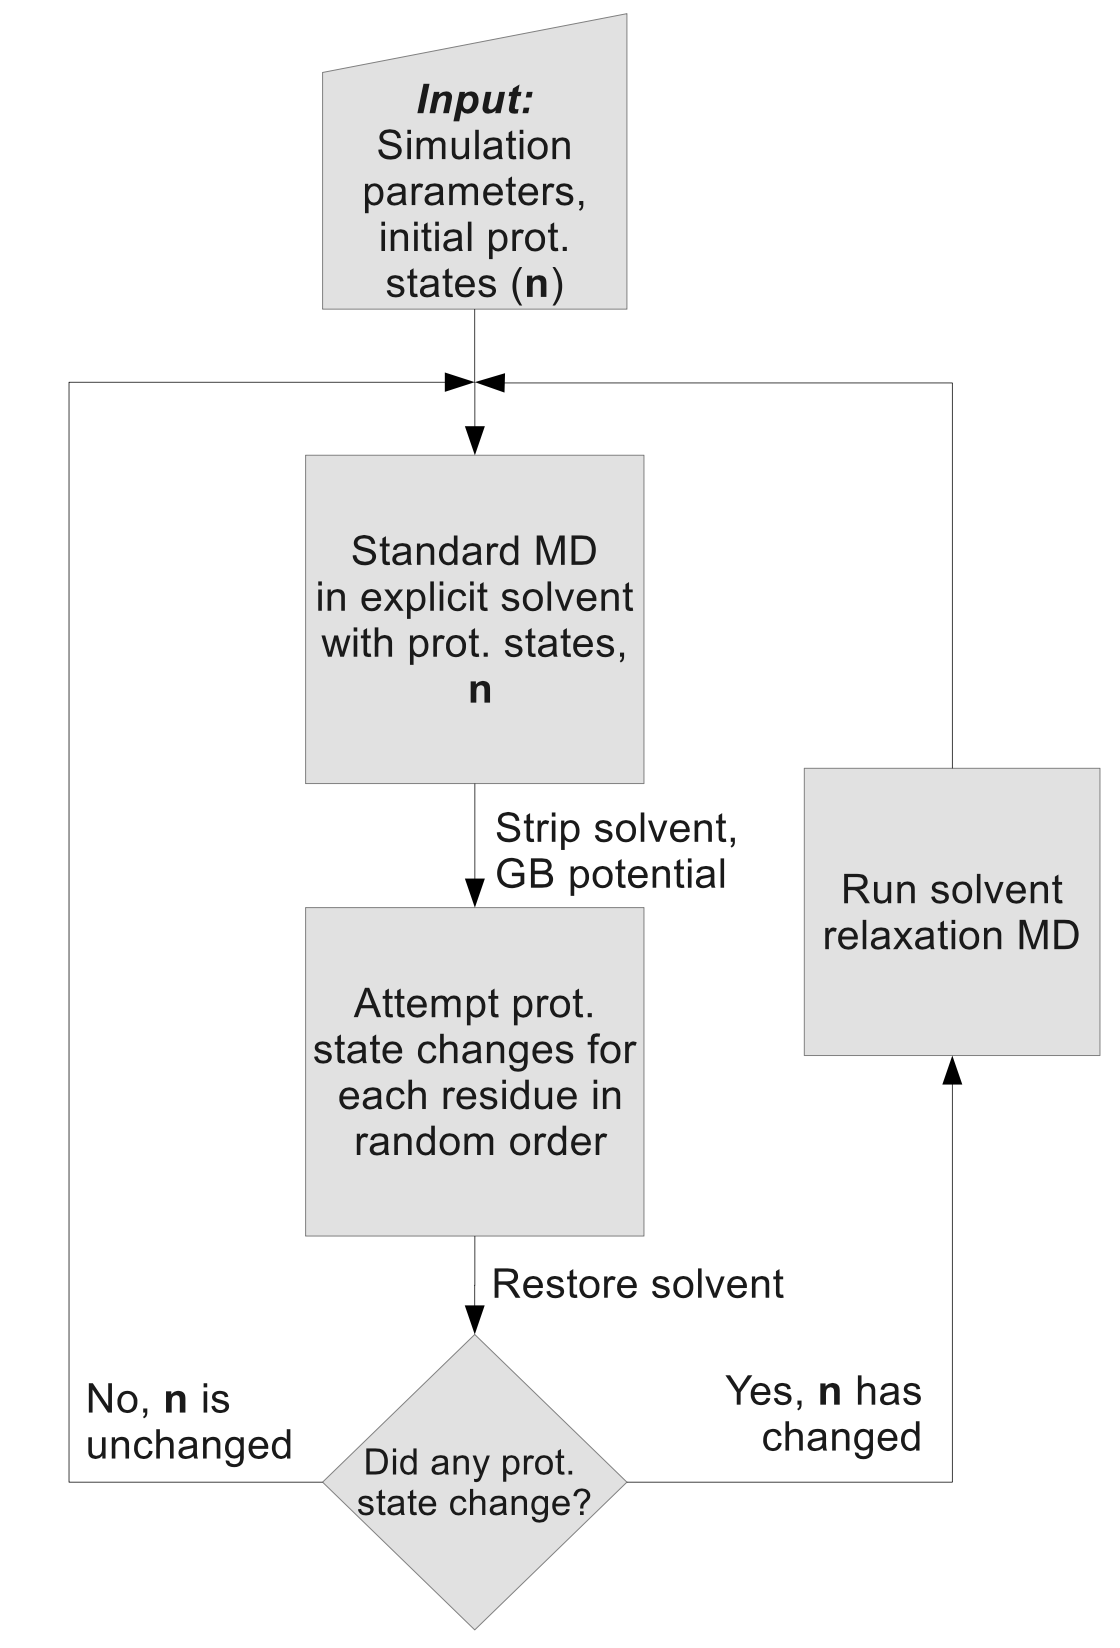 Input:
Simulation
parameters,
initial prot.
states (n)
Standard MD
in explicit solvent
with prot. states,
n
Strip solvent,
GB potential
Attempt prot.
state changes for
each residue in
random order
Restore solvent
Did any prot.
state change?
No, n is
unchanged
Yes, n has
changed
Run solvent
relaxation MD